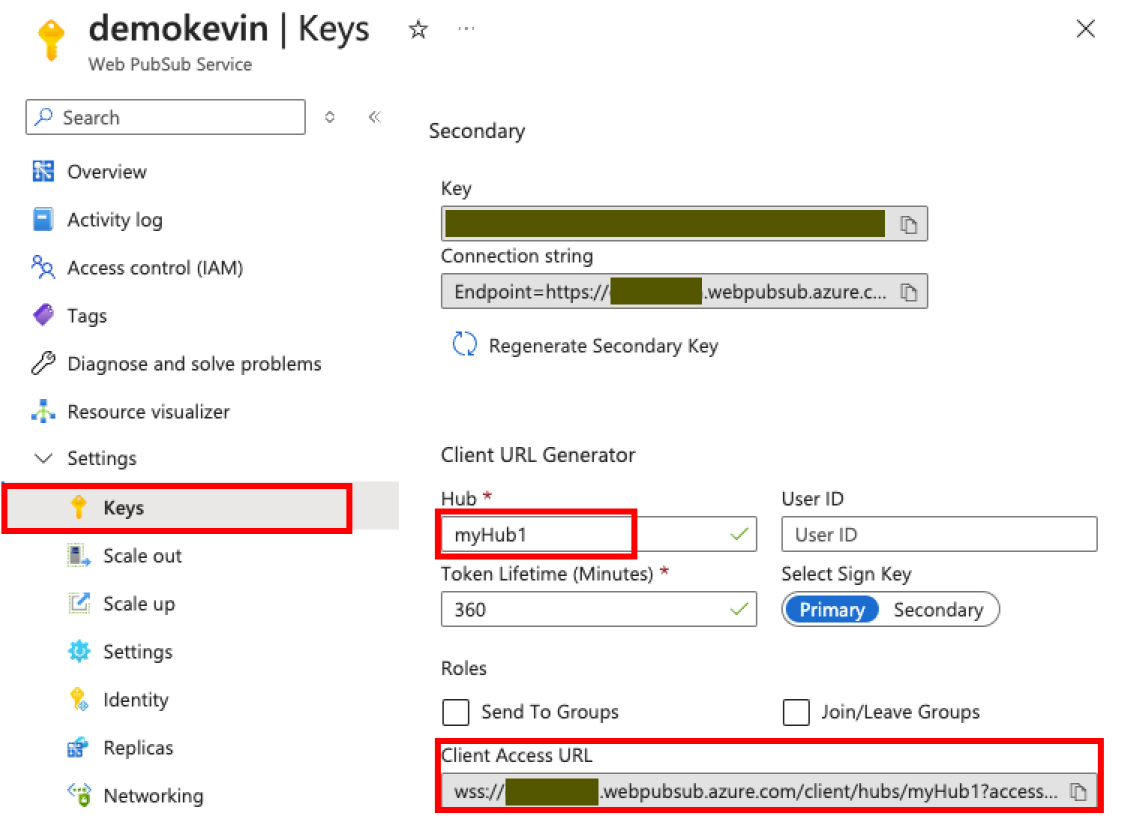 demokevin | Keys
Web PubSub Service
Search
Overview
Activity log
Access control (IAM)
Tags
Diagnose and solve problems
Resource visualizer
Settings
Keys
Scale out
Scale up
Settings
Identity
Replicas
Networking
Secondary
Key
Connection string
Endpoint=https:// .webpubsub.azure.c...
Regenerate Secondary Key
Client URL Generator
Hub *
myHub1
User ID
User ID
Token Lifetime (Minutes) *
360
Select Sign Key
Primary Secondary
Roles
Send To Groups
Join/Leave Groups
Client Access URL
wss:// .webpubsub.azure.com/client/hubs/myHub1?access...